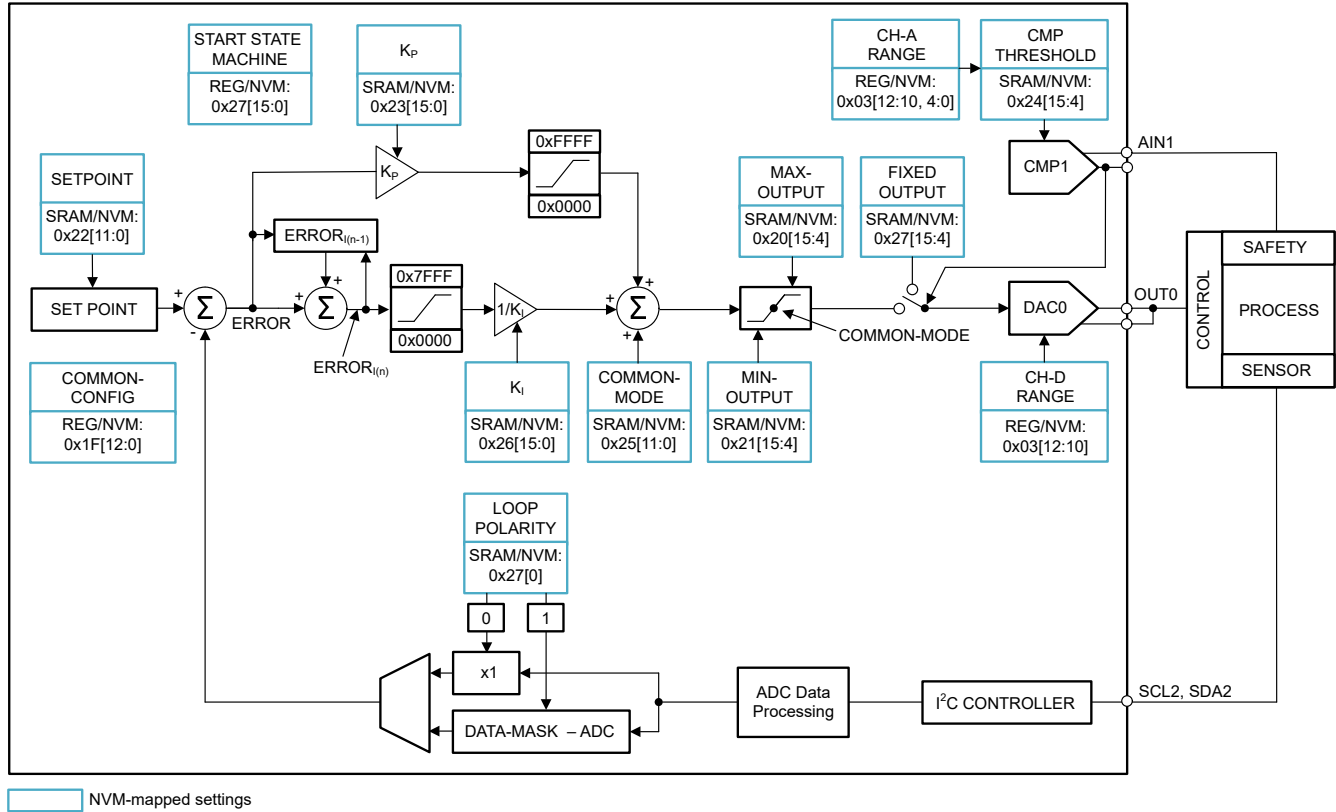 START STATE
MACHINE
REG/NVM:
0x27[15:0]
KP
SRAM/NVM:
0x23[15:0]
CH-A
RANGE
REG/NVM:
0x03[12:10, 4:0]
CMP
THRESHOLD
SRAM/NVM:
0x24[15:4]
SETPOINT
SRAM/NVM:
0x22[11:0]
SET POINT
COMMON-
CONFIG
REG/NVM:
0x1F[12:0]
+
-
Σ
ERROR
KP
0xFFFF
0x0000
ERRORI(n-1)
+
+
Σ
ERRORI(n)
0x7FFF
0x0000
1/KI
KI
SRAM/NVM:
0x26[15:0]
+
+
+
Σ
COMMON-
MODE
SRAM/NVM:
0x25[11:0]
MAX-
OUTPUT
SRAM/NVM:
0x20[15:4]
FIXED
OUTPUT
SRAM/NVM:
0x27[15:4]
COMMON-MODE
MIN-
OUTPUT
SRAM/NVM:
0x21[15:4]
CMP1
AIN1
DAC0
OUT0
CH-D
RANGE
REG/NVM:
0x03[12:10]
CONTROL
SAFETY
PROCESS
SENSOR
LOOP
POLARITY
SRAM/NVM:
0x27[0]
0
1
x1
DATA-MASK – ADC
ADC Data
Processing
I2C CONTROLLER
SCL2, SDA2
NVM-mapped settings